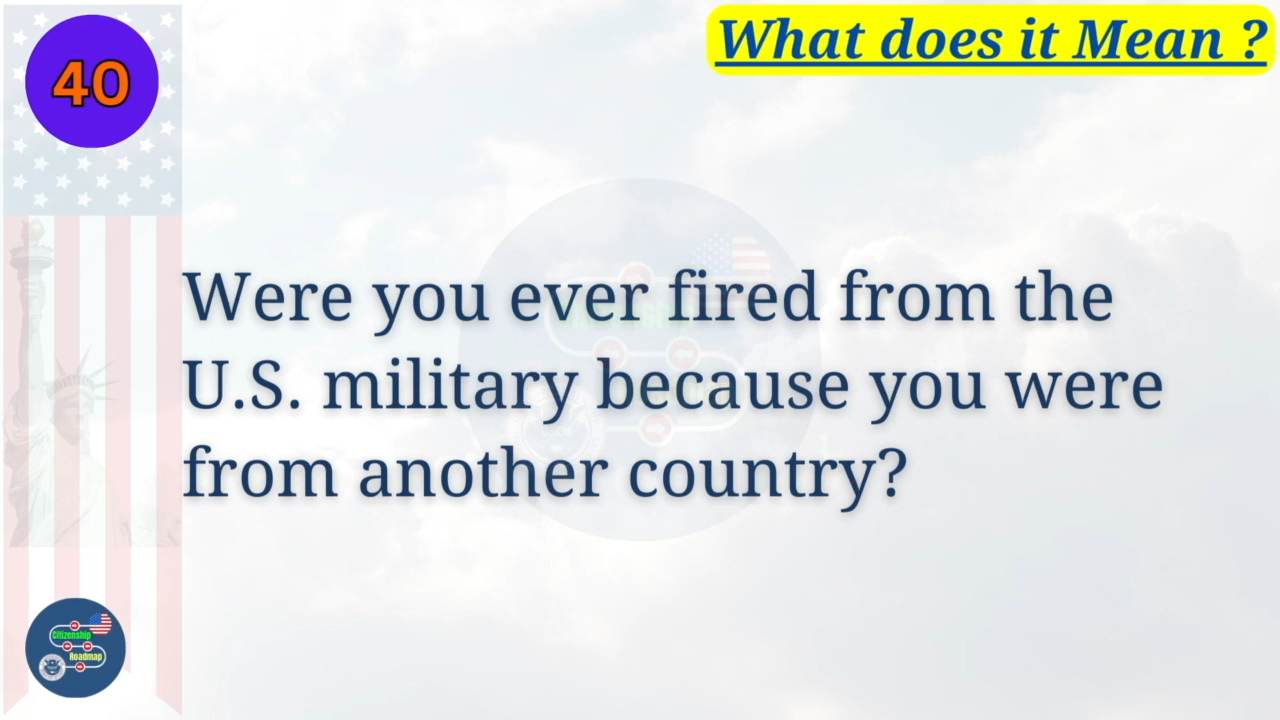 40
What does it Mean ?
Were you ever fired from the
U.S. military because you were
from another country?
Citizenship
Roadmap